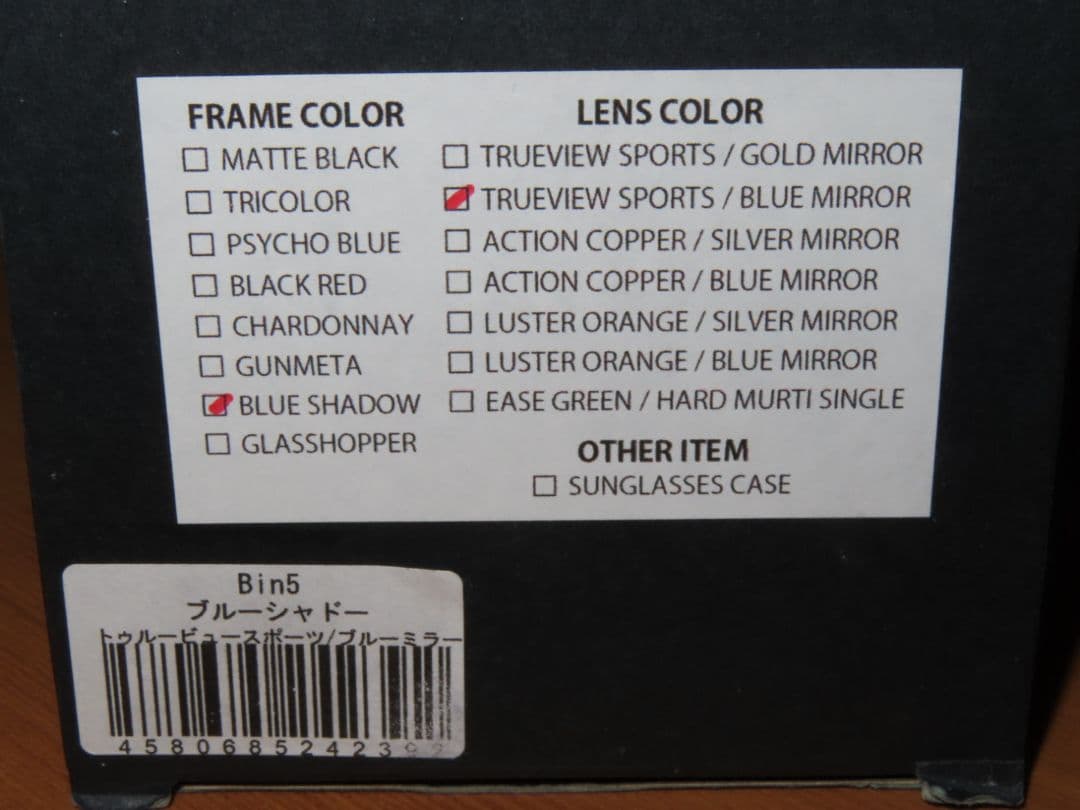 FRAME COLOR
MATTE BLACK
TRICOLOR
PSYCHO BLUE
BLACK RED
CHARDONNAY
GUNMETA
BLUE SHADOW
GLASSHOPPER
LENS COLOR
TRUEVIEW SPORTS / GOLD MIRROR
TRUEVIEW SPORTS / BLUE MIRROR
ACTION COPPER / SILVER MIRROR
ACTION COPPER / BLUE MIRROR
LUSTER ORANGE / SILVER MIRROR
LUSTER ORANGE / BLUE MIRROR
EASE GREEN / HARD MURTI SINGLE
OTHER ITEM
SUNGLASSES CASE
Bin5
ブルーシャドー
トゥルービュースポーツ/ブルーミラー